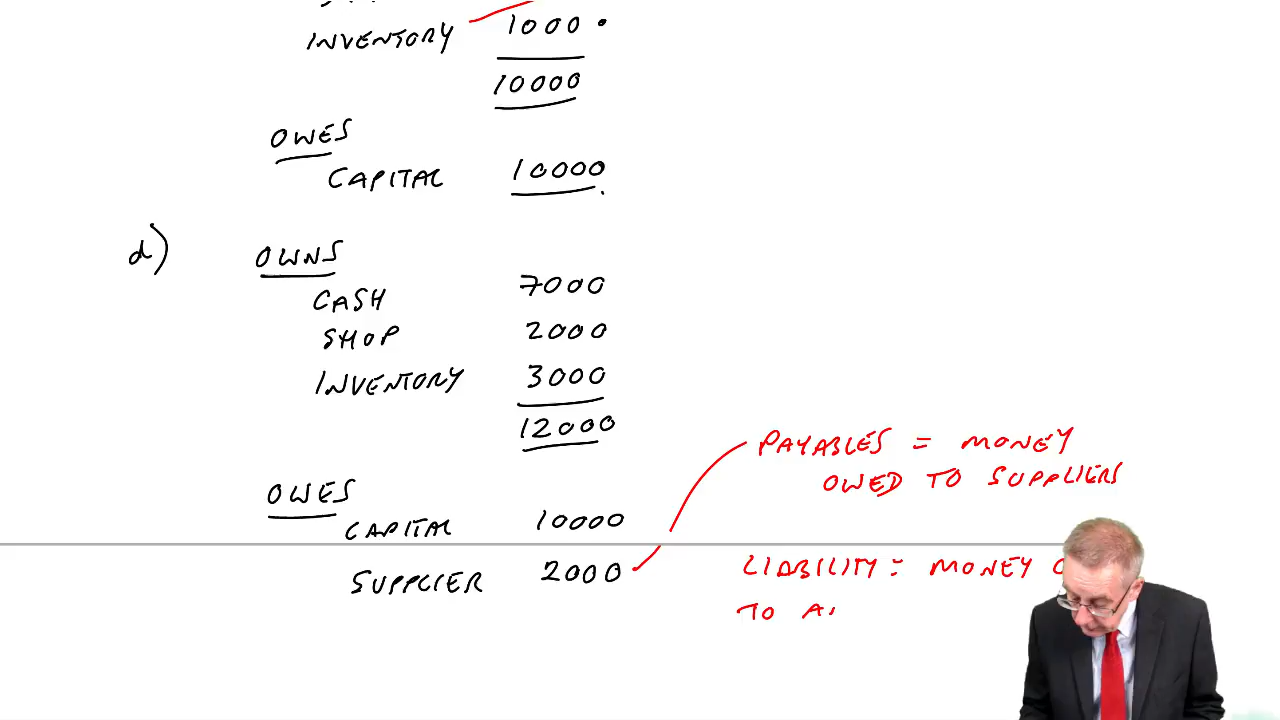 INVENTORY 1000
10000
OWES
CAPITAL 10000
d) OWNS
CASH 7000
SHOP 2000
INVENTORY 3000
12000
OWES
CAPITAL 10000
SUPPLIER 2000
PAYABLES = MONEY
OWED TO SUPPLIERS
LIABILITY = MONEY
TO